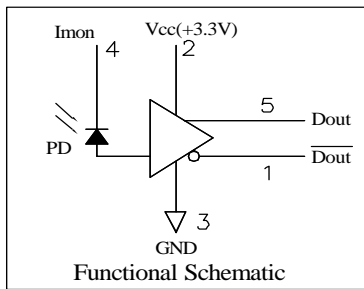 Imon
4
Vcc(+3.3V)
2
5
Dout
PD
Dout
1
3
GND
Functional Schematic